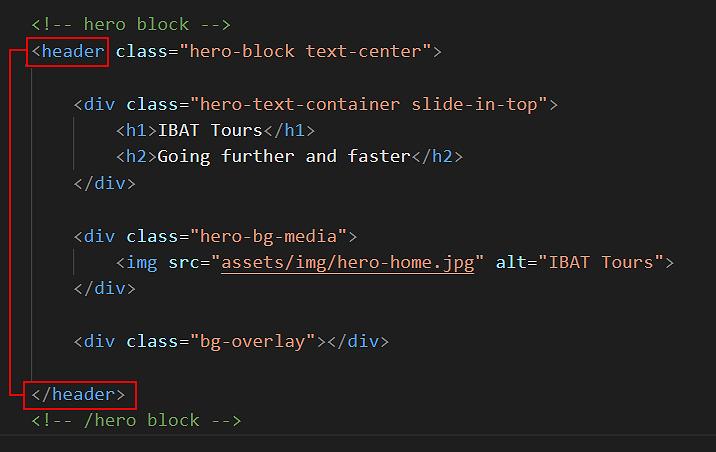 <!-- hero block -->
<header class="hero-block text-center">
<div class="hero-text-container slide-in-top">
<h1>IBAT Tours</h1>
<h2>Going further and faster</h2>
</div>
<div class="hero-bg-media">
<img src="assets/img/hero-home.jpg" alt="IBAT Tours">
</div>
<div class="bg-overlay"></div>
</header>
<!-- /hero block -->